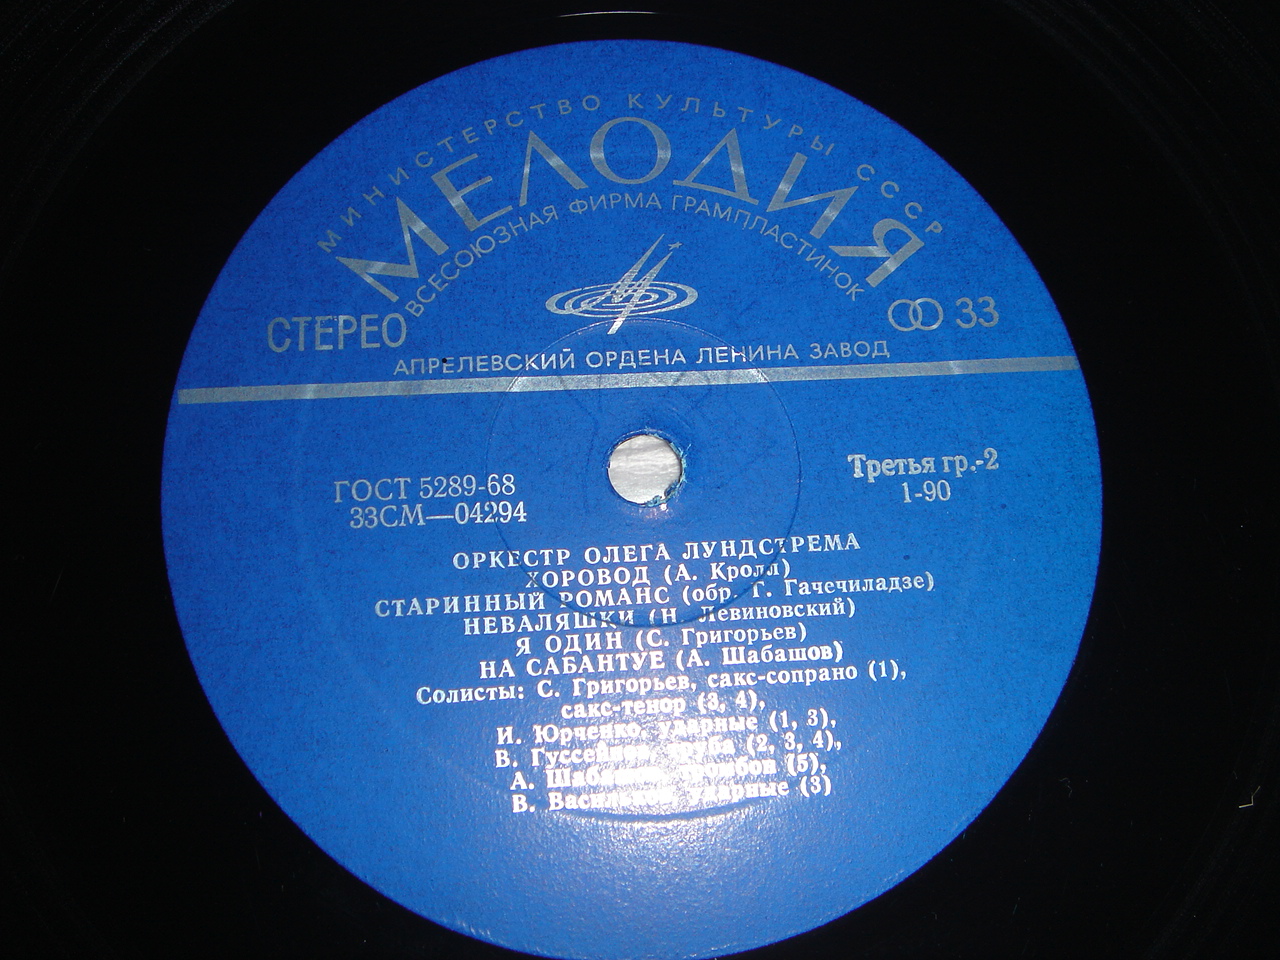 МИНИСТЕРСТВО КУЛЬТУРЫ СССР
МЕЛОДИЯ
ВСЕСОЮЗНАЯ ФИРМА ГРАМПЛАСТИНОК
СТЕРЕО
33
АПРЕЛЕВСКИЙ ОРДЕНА ЛЕНИНА ЗАВОД
ГОСТ 5289-68
33СМ—04294
Третья гр.-2
1-90
ОРКЕСТР ОЛЕГА ЛУНДСТРЕМА
ХОРОВОД (А. Кролл)
СТАРИННЫЙ РОМАНС (обр. Г. Гачечиладзе)
НЕВАЛЯШКИ (Н. Левиновский)
Я ОДИН (С. Григорьев)
НА САБАНТУЕ (А. Шабашов)
Солисты: С. Григорьев, сакс-сопрано (1),
сакс-тенор (3, 4),
И. Юрченко, ударные (1, 3),
В. труба (2, 3, 4),
А. Шабашов, тромбон (5),
В. ударные (3)